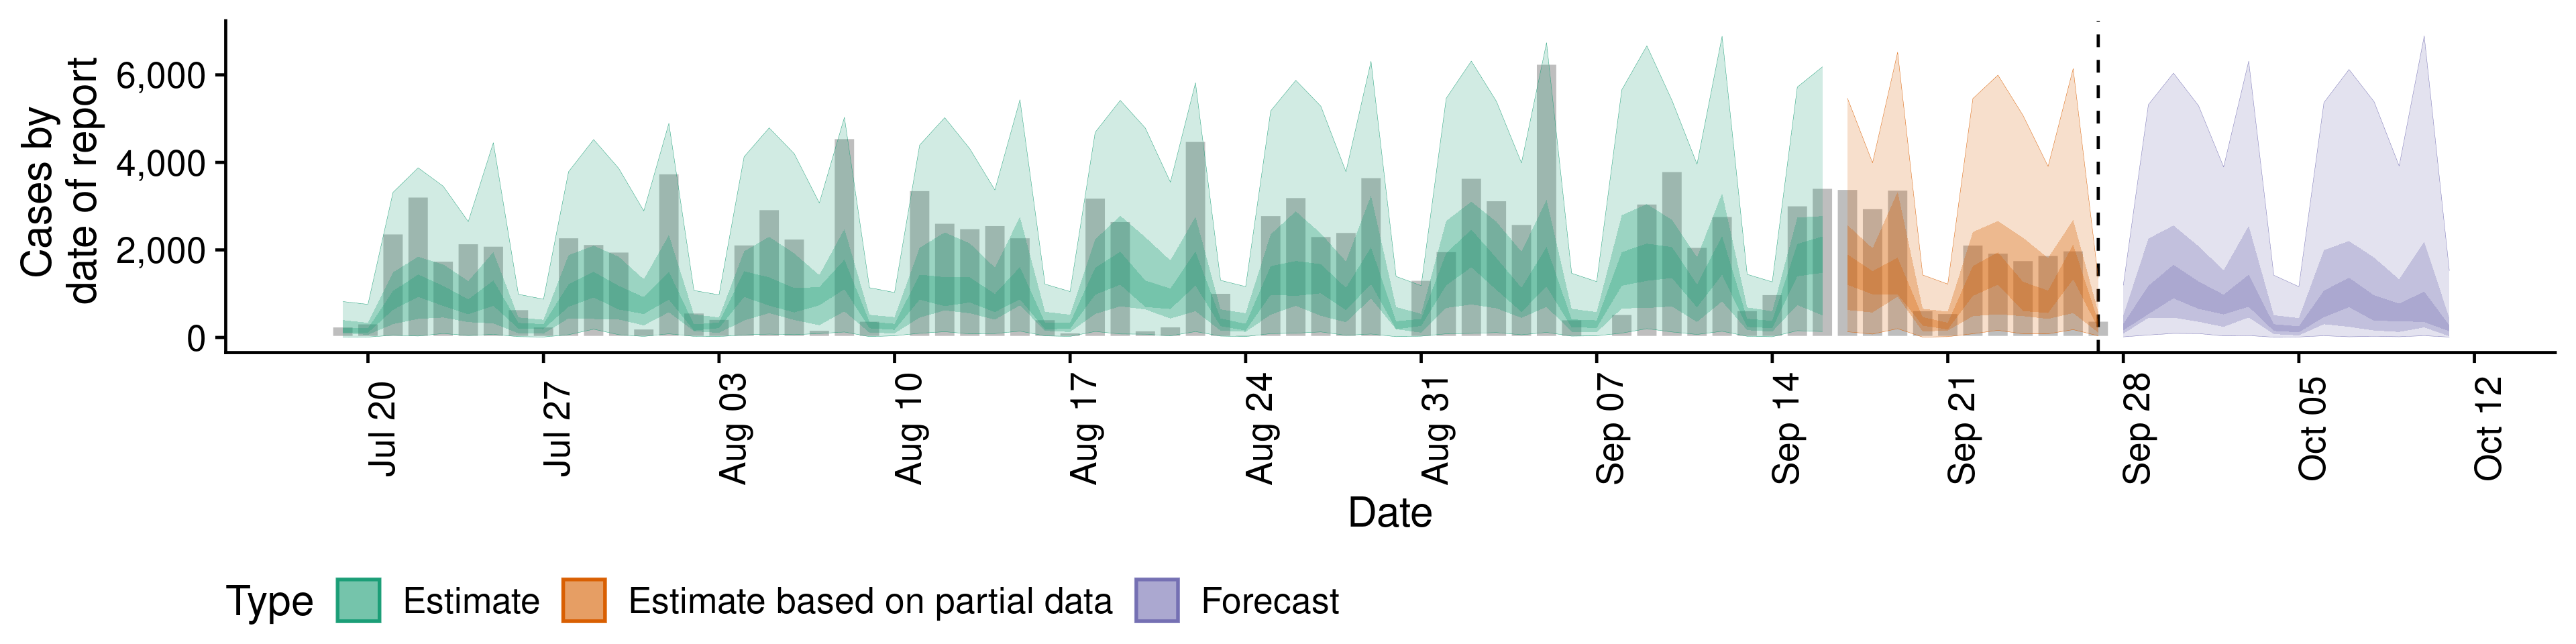 Cases by
date of report
6,000
4,000
2,000
0
Jul 20
Jul 27
Aug 03
Aug 10
Aug 17
Aug 24
Aug 31
Sep 07
Sep 14
Sep 21
Sep 28
Oct 05
Oct 12
Date
Type Estimate Estimate based on partial data Forecast